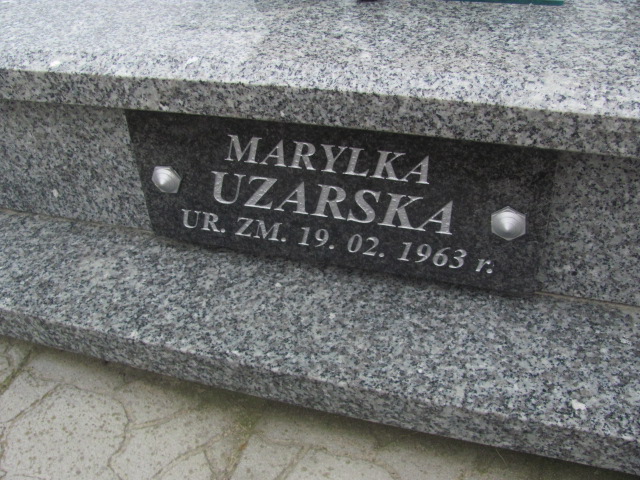 MARYLKA
UZARSKA
UR. ZM. 19. 02. 1963 r.